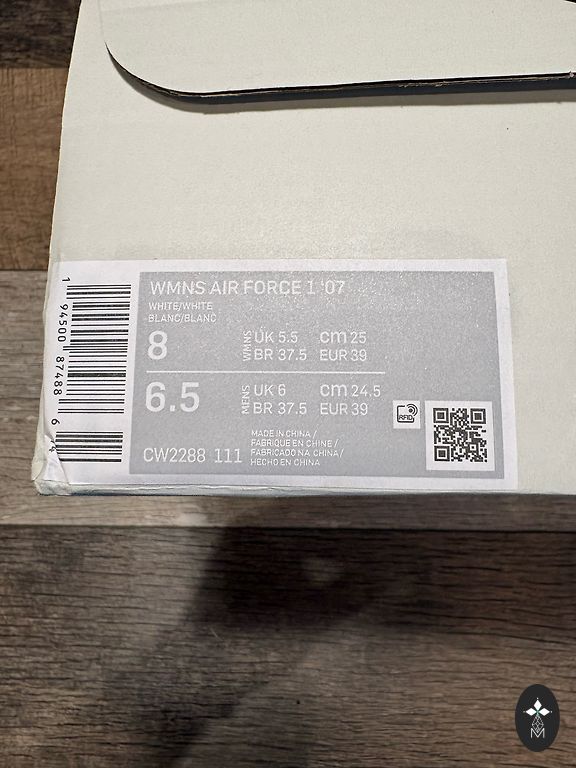 WMNS AIR FORCE 1 '07
WHITE/WHITE
-BLANC/BLANC
8 WMNS UK 5.5 cm 25
BR 37.5 EUR 39
6.5 MENS UK 6 cm 24.5
BR 37.5 EUR 39
RFID
MADE IN CHINA /
FABRIQUE EN CHINE /
FABRICADO NA CHINA /
HECHO EN CHINA
CW2288 111
1 94500 87488 6
M